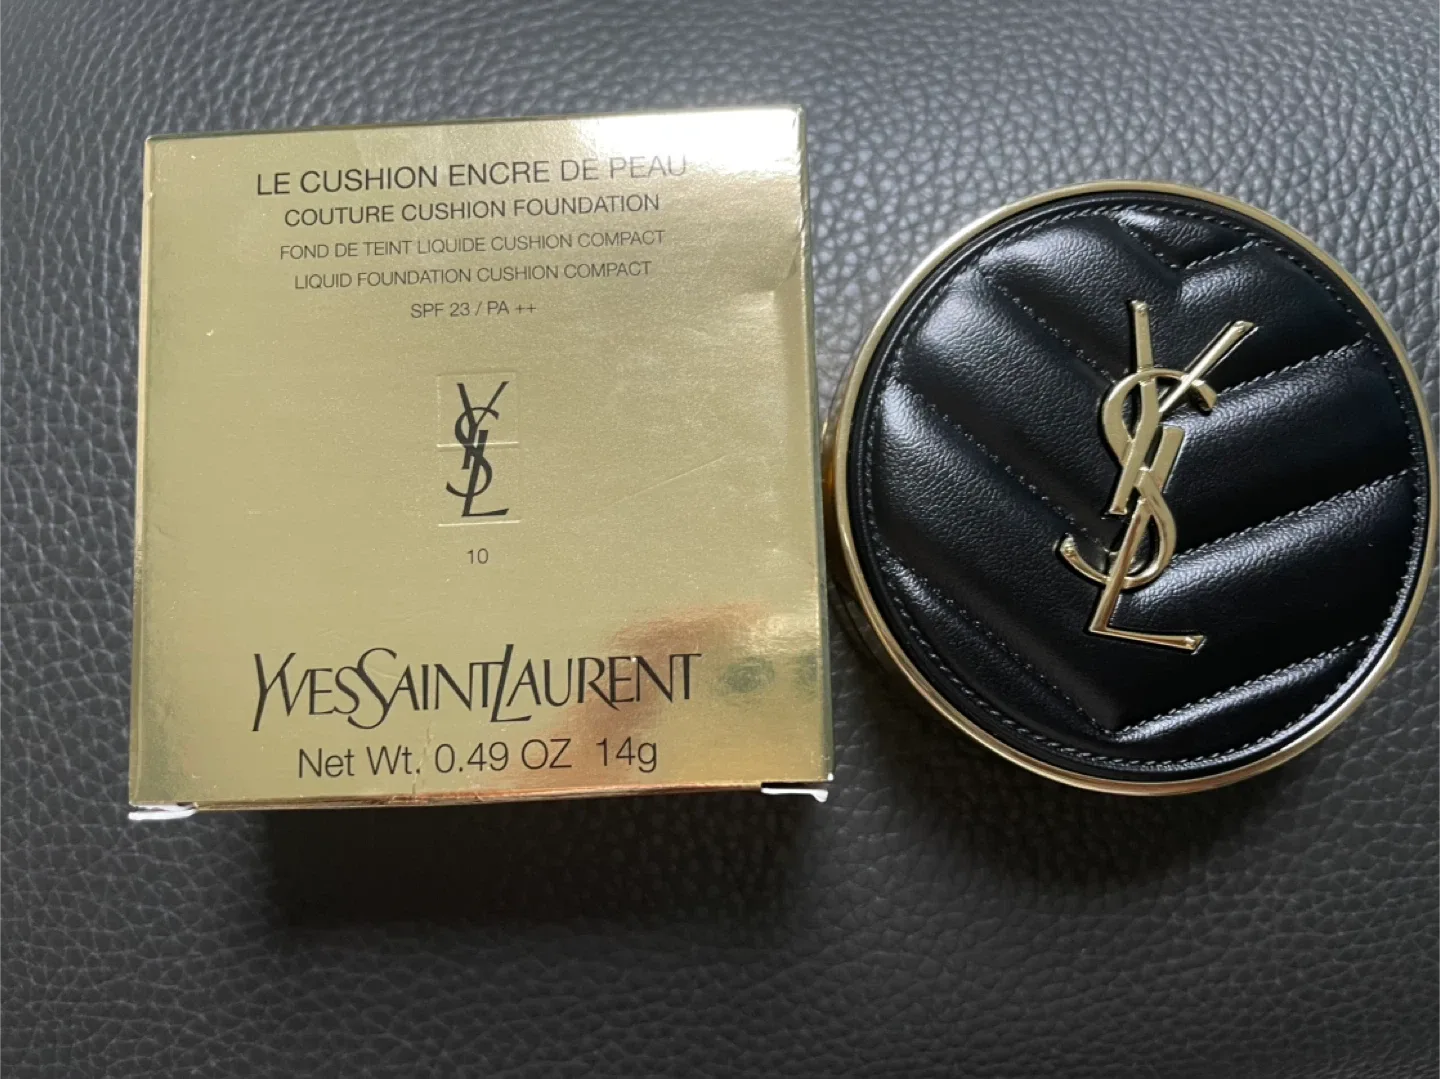 LE CUSHION ENCRE DE PEAU
COUTURE CUSHION FOUNDATION
FOND DE TEINT LIQUIDE CUSHION COMPACT
LIQUID FOUNDATION CUSHION COMPACT
SPF 23 / PA ++
YSL
10
YVESSAINTLAURENT
Net Wt. 0.49 OZ 14g
YSL